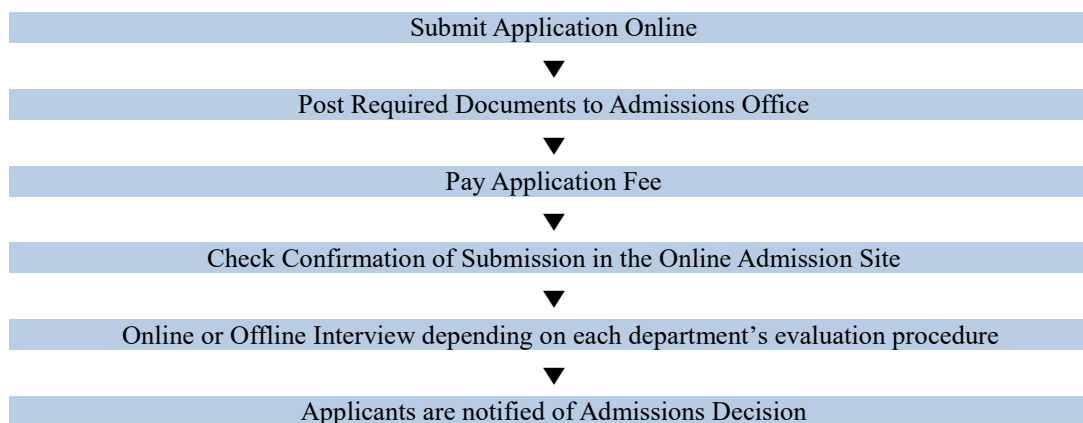 Submit Application Online
Post Required Documents to Admissions Office
Pay Application Fee
Check Confirmation of Submission in the Online Admission Site
Online or Offline Interview depending on each department’s evaluation procedure
Applicants are notified of Admissions Decision